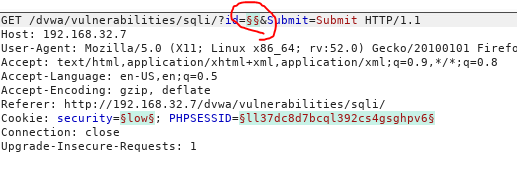 GET /dvwa/vulnerabilities/sqli/?id=§§&Submit=Submit HTTP/1.1
Host: 192.168.32.7
User-Agent: Mozilla/5.0 (X11; Linux x86_64; rv:52.0) Gecko/20100101 Firefo
Accept: text/html,application/xhtml+xml,application/xml;q=0.9,*/*;q=0.8
Accept-Language: en-US,en;q=0.5
Accept-Encoding: gzip, deflate
Referer: http://192.168.32.7/dvwa/vulnerabilities/sqli/
Cookie: security=§low§; PHPSESSID=§ll37dc8d7bcql392cs4gsghpv6§
Connection: close
Upgrade-Insecure-Requests: 1